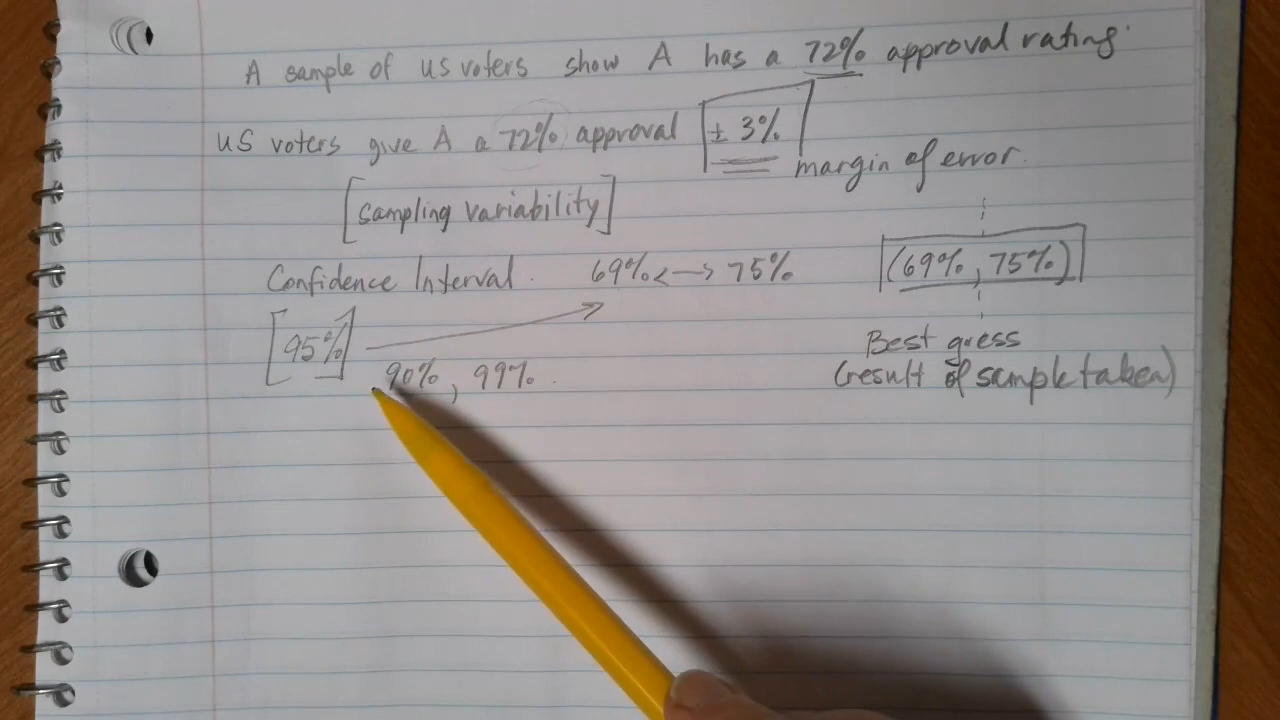 A sample of US voters show A has a 72% approval rating.
US voters give A a 72% approval ± 3%
margin of error.
[sampling variability]
Confidence Interval. 69% <—> 75% (69%, 75%)
[95%]
90%, 99%.
Best guess
(result of sample taken)